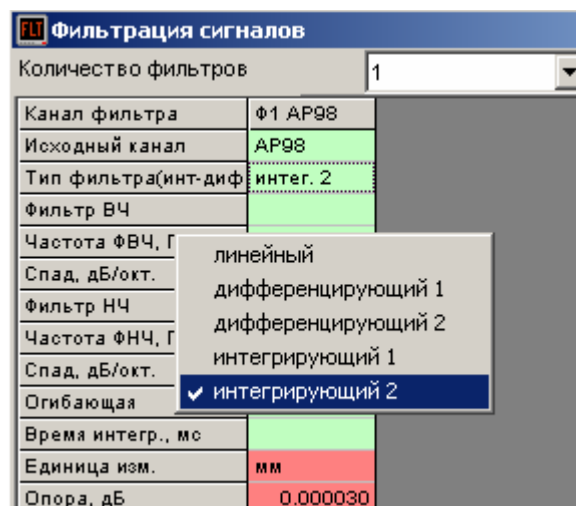 FLT Фильтрация сигналов
Количество фильтров 1
Канал фильтра Ф1 AP98
Исходный канал AP98
Тип фильтра(инт-диф интег. 2
Фильтр ВЧ
Частота ФВЧ, Г
линейный
Спад, дБ/окт.
дифференцирующий 1
Фильтр НЧ
дифференцирующий 2
Частота ФНЧ, Г
интегрирующий 1
Спад, дБ/окт.
интегрирующий 2
Огибающая
Время интегр., мс
Единица изм. мм
Опора, дБ 0.000030